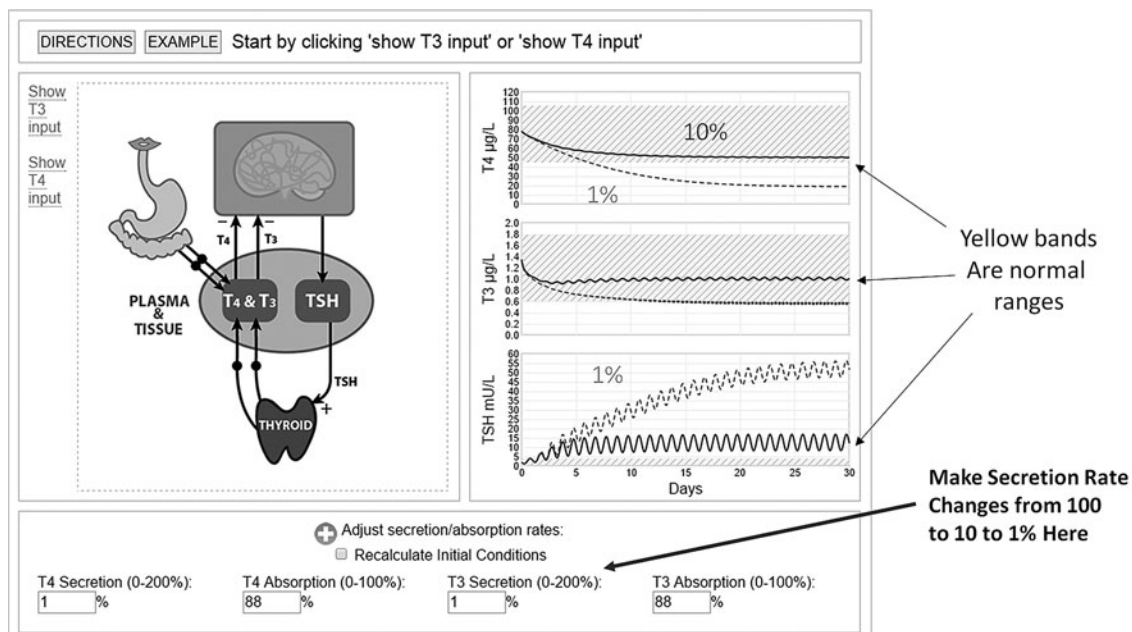 DIRECTIONS EXAMPLE Start by clicking 'show T3 input' or 'show T4 input'
Show
T3
input
Show
T4
input
T4
T3
PLASMA
&
TISSUE
T4 & T3
TSH
TSH
+
THYROID
T4 µg/L
120
110
100
90
80
70
60
50
40
30
20
10
0
10%
1%
T3 µg/L
2.0
1.8
1.6
1.4
1.2
1.0
0.8
0.6
0.4
0.2
0.0
TSH mU/L
60
55
50
45
40
35
30
25
20
15
10
5
0
1%
0 5 10 15 20 25 30
Days
Yellow bands
Are normal
ranges
Make Secretion Rate
Changes from 100
to 10 to 1% Here
Adjust secretion/absorption rates:
Recalculate Initial Conditions
T4 Secretion (0-200%): T4 Absorption (0-100%): T3 Secretion (0-200%): T3 Absorption (0-100%):
1 % 88 % 1 % 88 %